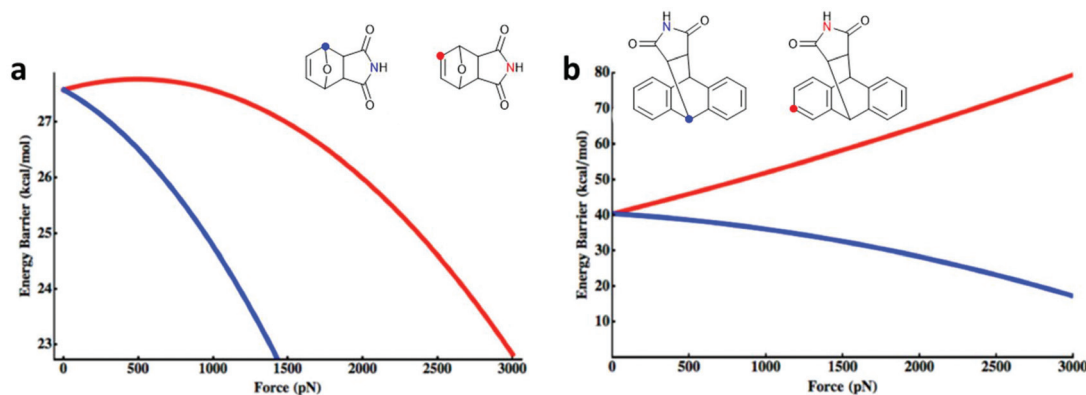 a
O
O
NH
O
O
O
NH
O
Energy Barrier (kcal/mol)
27
26
25
24
23
0
500
1000
1500
2000
2500
3000
Force (pN)
b
H
N
O
O
H
N
O
O
Energy Barrier (kcal/mol)
80
70
60
50
40
30
20
10
0
500
1000
1500
2000
2500
3000
Force (pN)